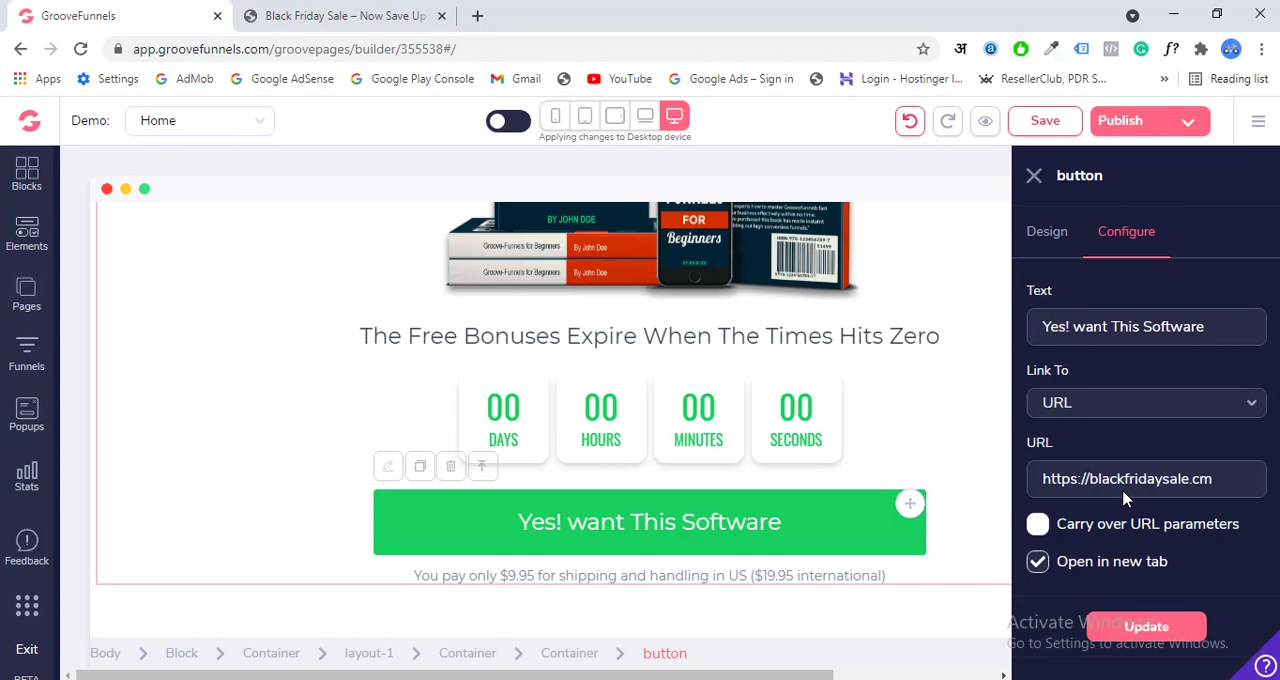 GrooveFunnels
Black Friday Sale – Now Save Up
app.groovefunnels.com/groovepages/builder/355538#/
Apps
Settings
AdMob
Google AdSense
Google Play Console
Gmail
YouTube
Google Ads – Sign in
Login - Hostinger I...
ResellerClub, PDR S...
»
Reading list
Demo:
Home
Applying changes to Desktop device
Save
Publish
Blocks
Elements
Pages
Funnels
Popups
Stats
Feedback
Exit
BETA
BY JOHN DOE
FUNNELS
FOR
Beginners
Groove-Funnels for Beginners
By John Doe
Groove-Funnels for Beginners
By John Doe
The Free Bonuses Expire When The Times Hits Zero
00
DAYS
00
HOURS
00
MINUTES
00
SECONDS
Yes! want This Software
You pay only $9.95 for shipping and handling in US ($19.95 international)
Body
Block
Container
layout-1
Container
Container
button
button
Design
Configure
Text
Yes! want This Software
Link To
URL
URL
https://blackfridaysale.cm
Carry over URL parameters
Open in new tab
Update
Activate Windows
Go to Settings to activate Windows.